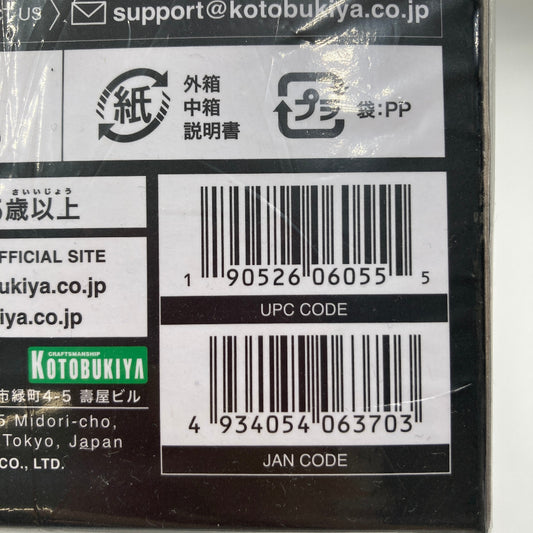 support@kotobukiya.co.jp
紙
外箱
中箱
説明書
プラ
袋:PP
さいいじょう
歳以上
OFFICIAL SITE
ukiya.co.jp
iya.co.jp
1 90526 06055 5
UPC CODE
CRAFTSMANSHIP
KOTOBUKIYA
市緑町4-5 壽屋ビル
5 Midori-cho,
Tokyo, Japan
CO., LTD.
4 934054 063703
JAN CODE